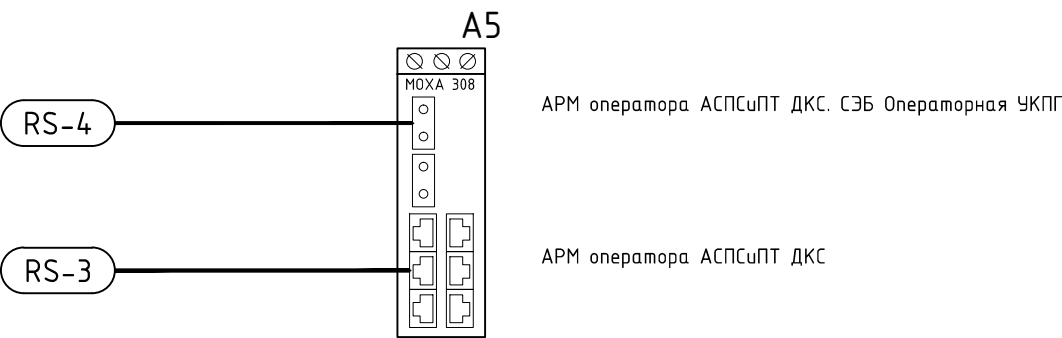 A5
MOXA 308
RS-4
АРМ оператора АСПСиПТ ДКС. СЭБ Операторная УКПГ
RS-3
АРМ оператора АСПСиПТ ДКС